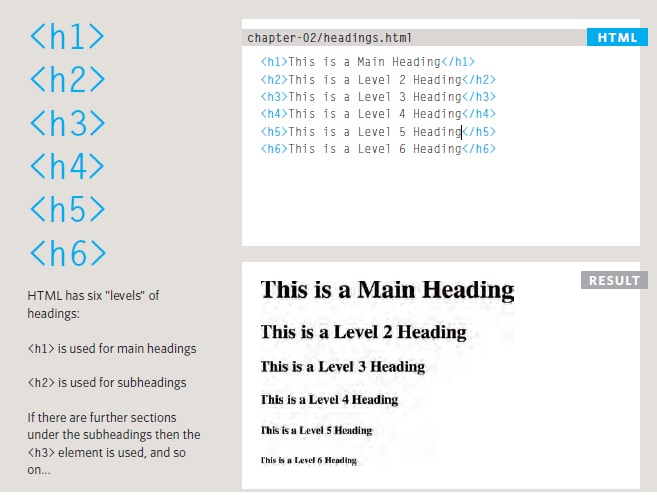 <h1>
<h2>
<h3>
<h4>
<h5>
<h6>
HTML has six "levels" of
headings:
<h1> is used for main headings
<h2> is used for subheadings
If there are further sections
under the subheadings then the
<h3> element is used, and so
on...
chapter-02/headings.html
HTML
<h1>This is a Main Heading</h1>
<h2>This is a Level 2 Heading</h2>
<h3>This is a Level 3 Heading</h3>
<h4>This is a Level 4 Heading</h4>
<h5>This is a Level 5 Heading</h5>
<h6>This is a Level 6 Heading</h6>
RESULT
This is a Main Heading
This is a Level 2 Heading
This is a Level 3 Heading
This is a Level 4 Heading
This is a Level 5 Heading
This is a Level 6 Heading